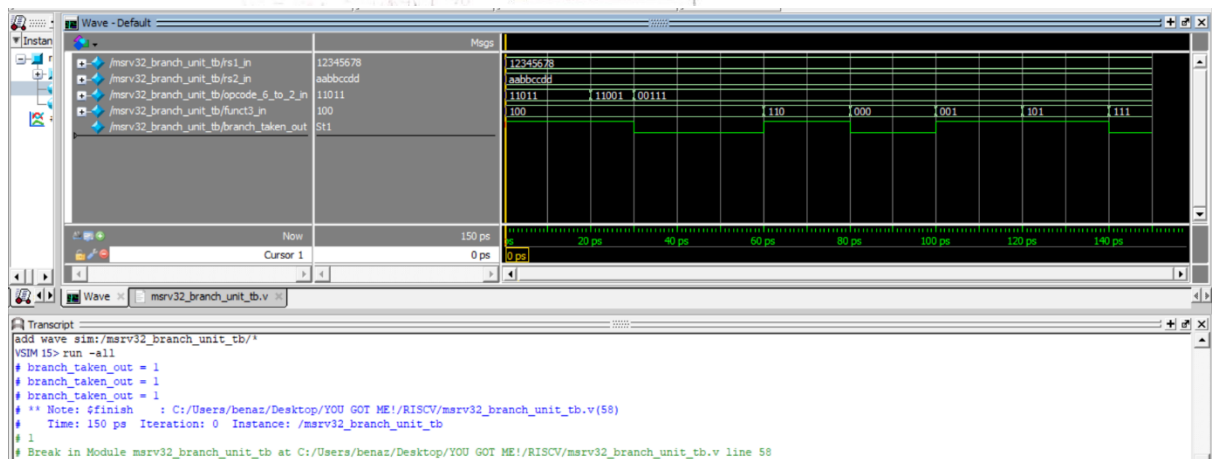 Wave - Default
Instan
Msgs
/msrv32_branch_unit_tb/rs1_in 12345678 12345678
/msrv32_branch_unit_tb/rs2_in aabbccdd aabbccdd
/msrv32_branch_unit_tb/opcode_6_to_2_in 11011 11011 11001 00111
/msrv32_branch_unit_tb/funct3_in 100 100 110 000 001 101 111
/msrv32_branch_unit_tb/branch_taken_out St1
Now 150 ps ps 20 ps 40 ps 60 ps 80 ps 100 ps 120 ps 140 ps
Cursor 1 0 ps 0 ps
Wave msrv32_branch_unit_tb.v
Transcript
add wave sim:/msrv32_branch_unit_tb/*
VSIM 15> run -all
# branch_taken_out = 1
# branch_taken_out = 1
# branch_taken_out = 1
# ** Note: $finish : C:/Users/benaz/Desktop/YOU GOT ME!/RISCV/msrv32_branch_unit_tb.v(58)
# Time: 150 ps Iteration: 0 Instance: /msrv32_branch_unit_tb
# 1
# Break in Module msrv32_branch_unit_tb at C:/Users/benaz/Desktop/YOU GOT ME!/RISCV/msrv32_branch_unit_tb.v line 58